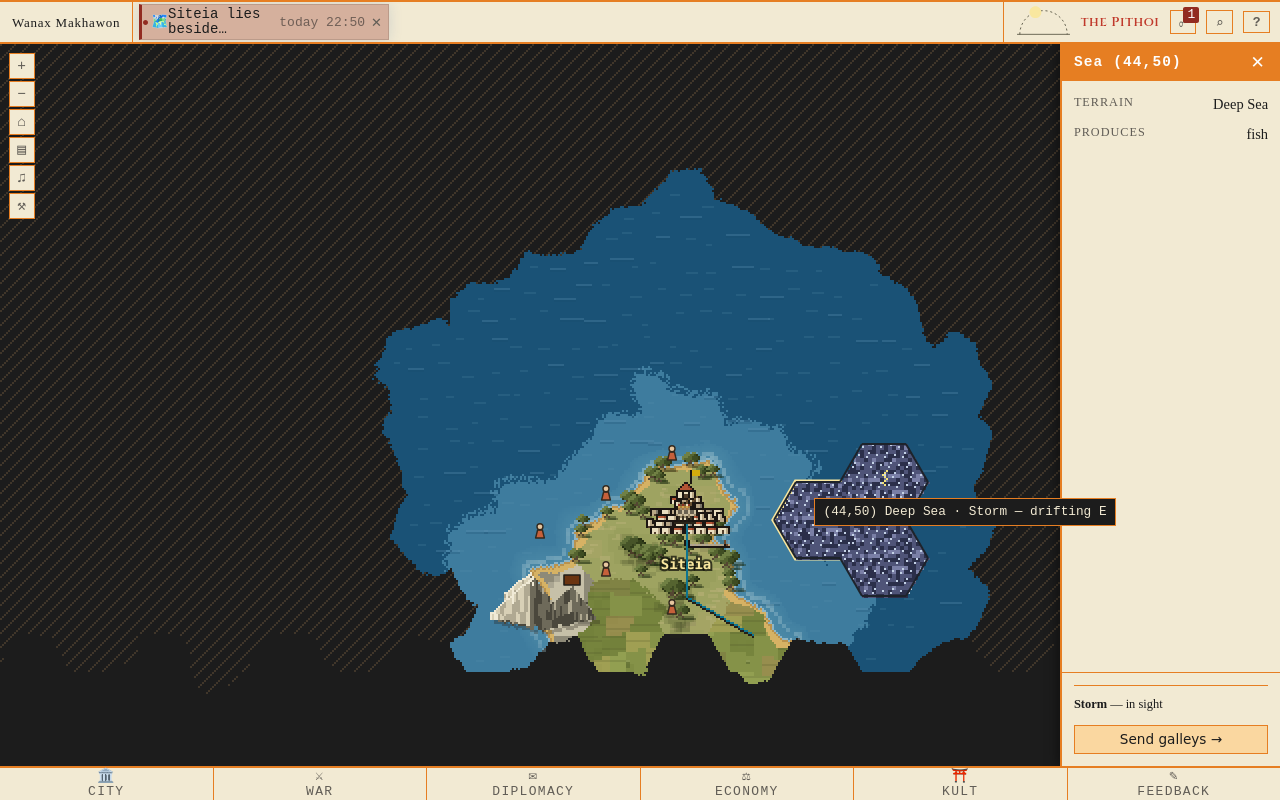 Wanax Makhawon
Siteia lies beside…
today 22:50 ✕
THE PITHOI
1
?
+
−
Sea (44,50) ✕
TERRAIN Deep Sea
PRODUCES fish
(44,50) Deep Sea · Storm — drifting E
Siteia
Storm — in sight
Send galleys →
CITY
WAR
DIPLOMACY
ECONOMY
KULT
FEEDBACK